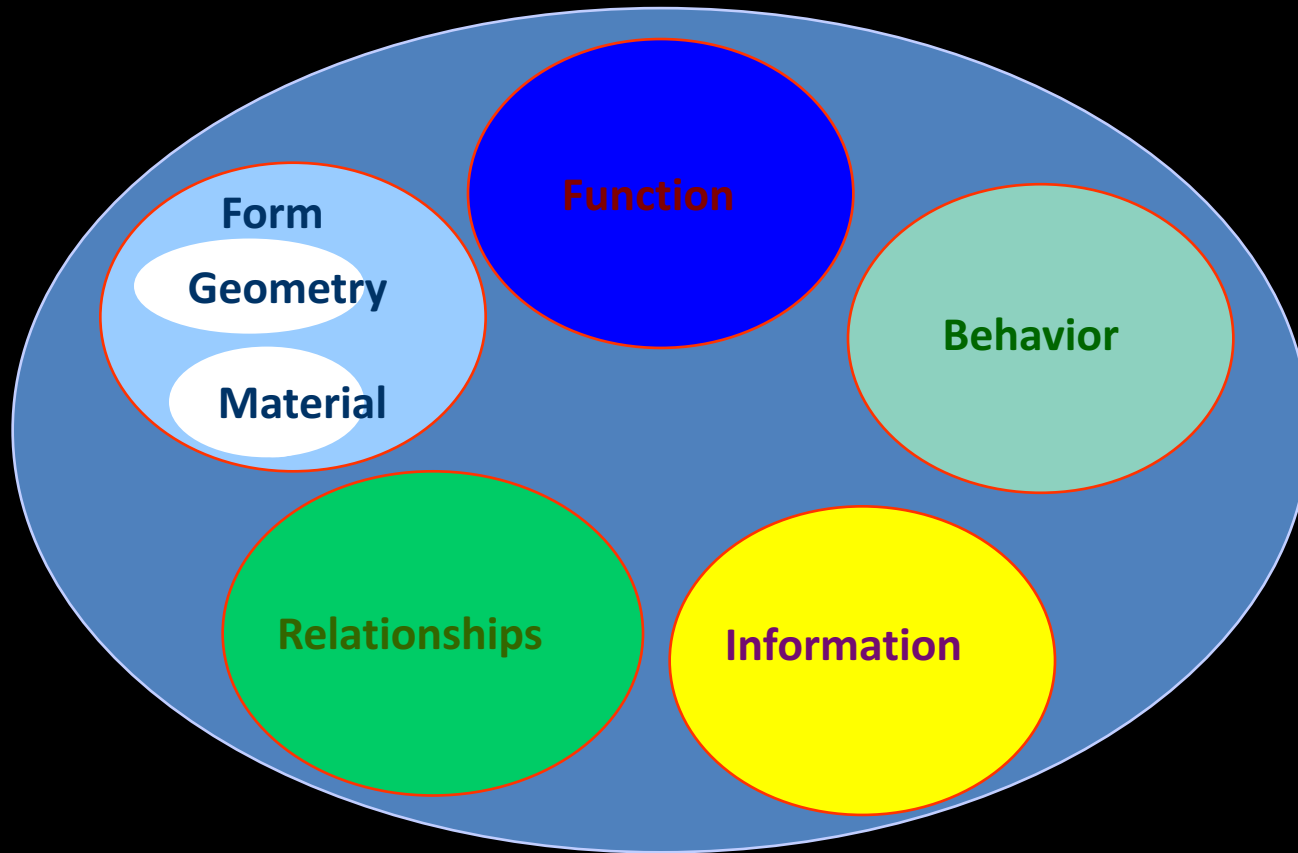 Function
Form
Geometry
Material
Behavior
Relationships
Information